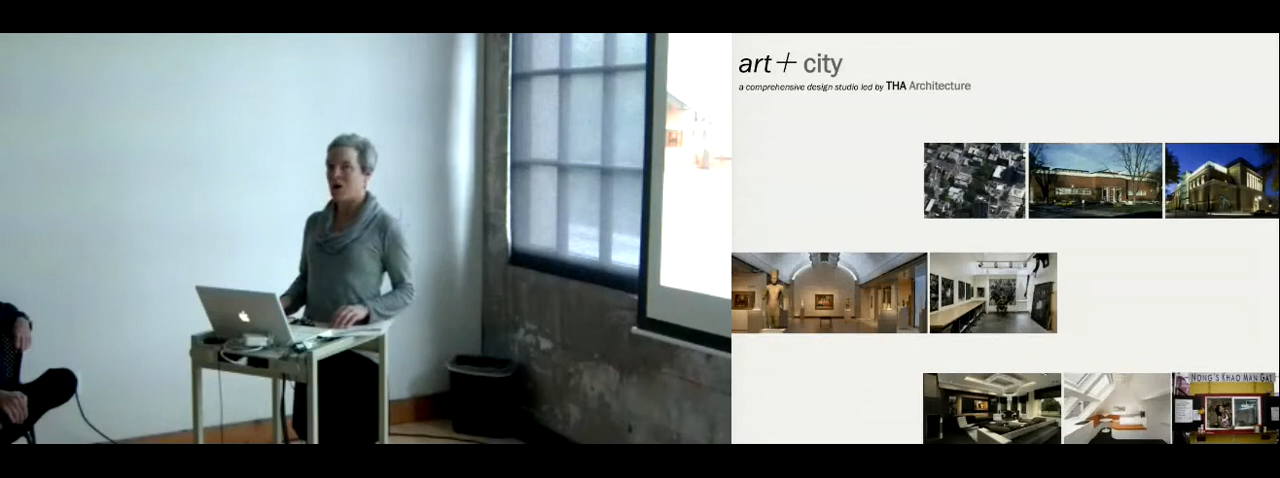 art+ city
a comprehensive design studio led by THA Architecture
NONG'S KHAO MAN GAI